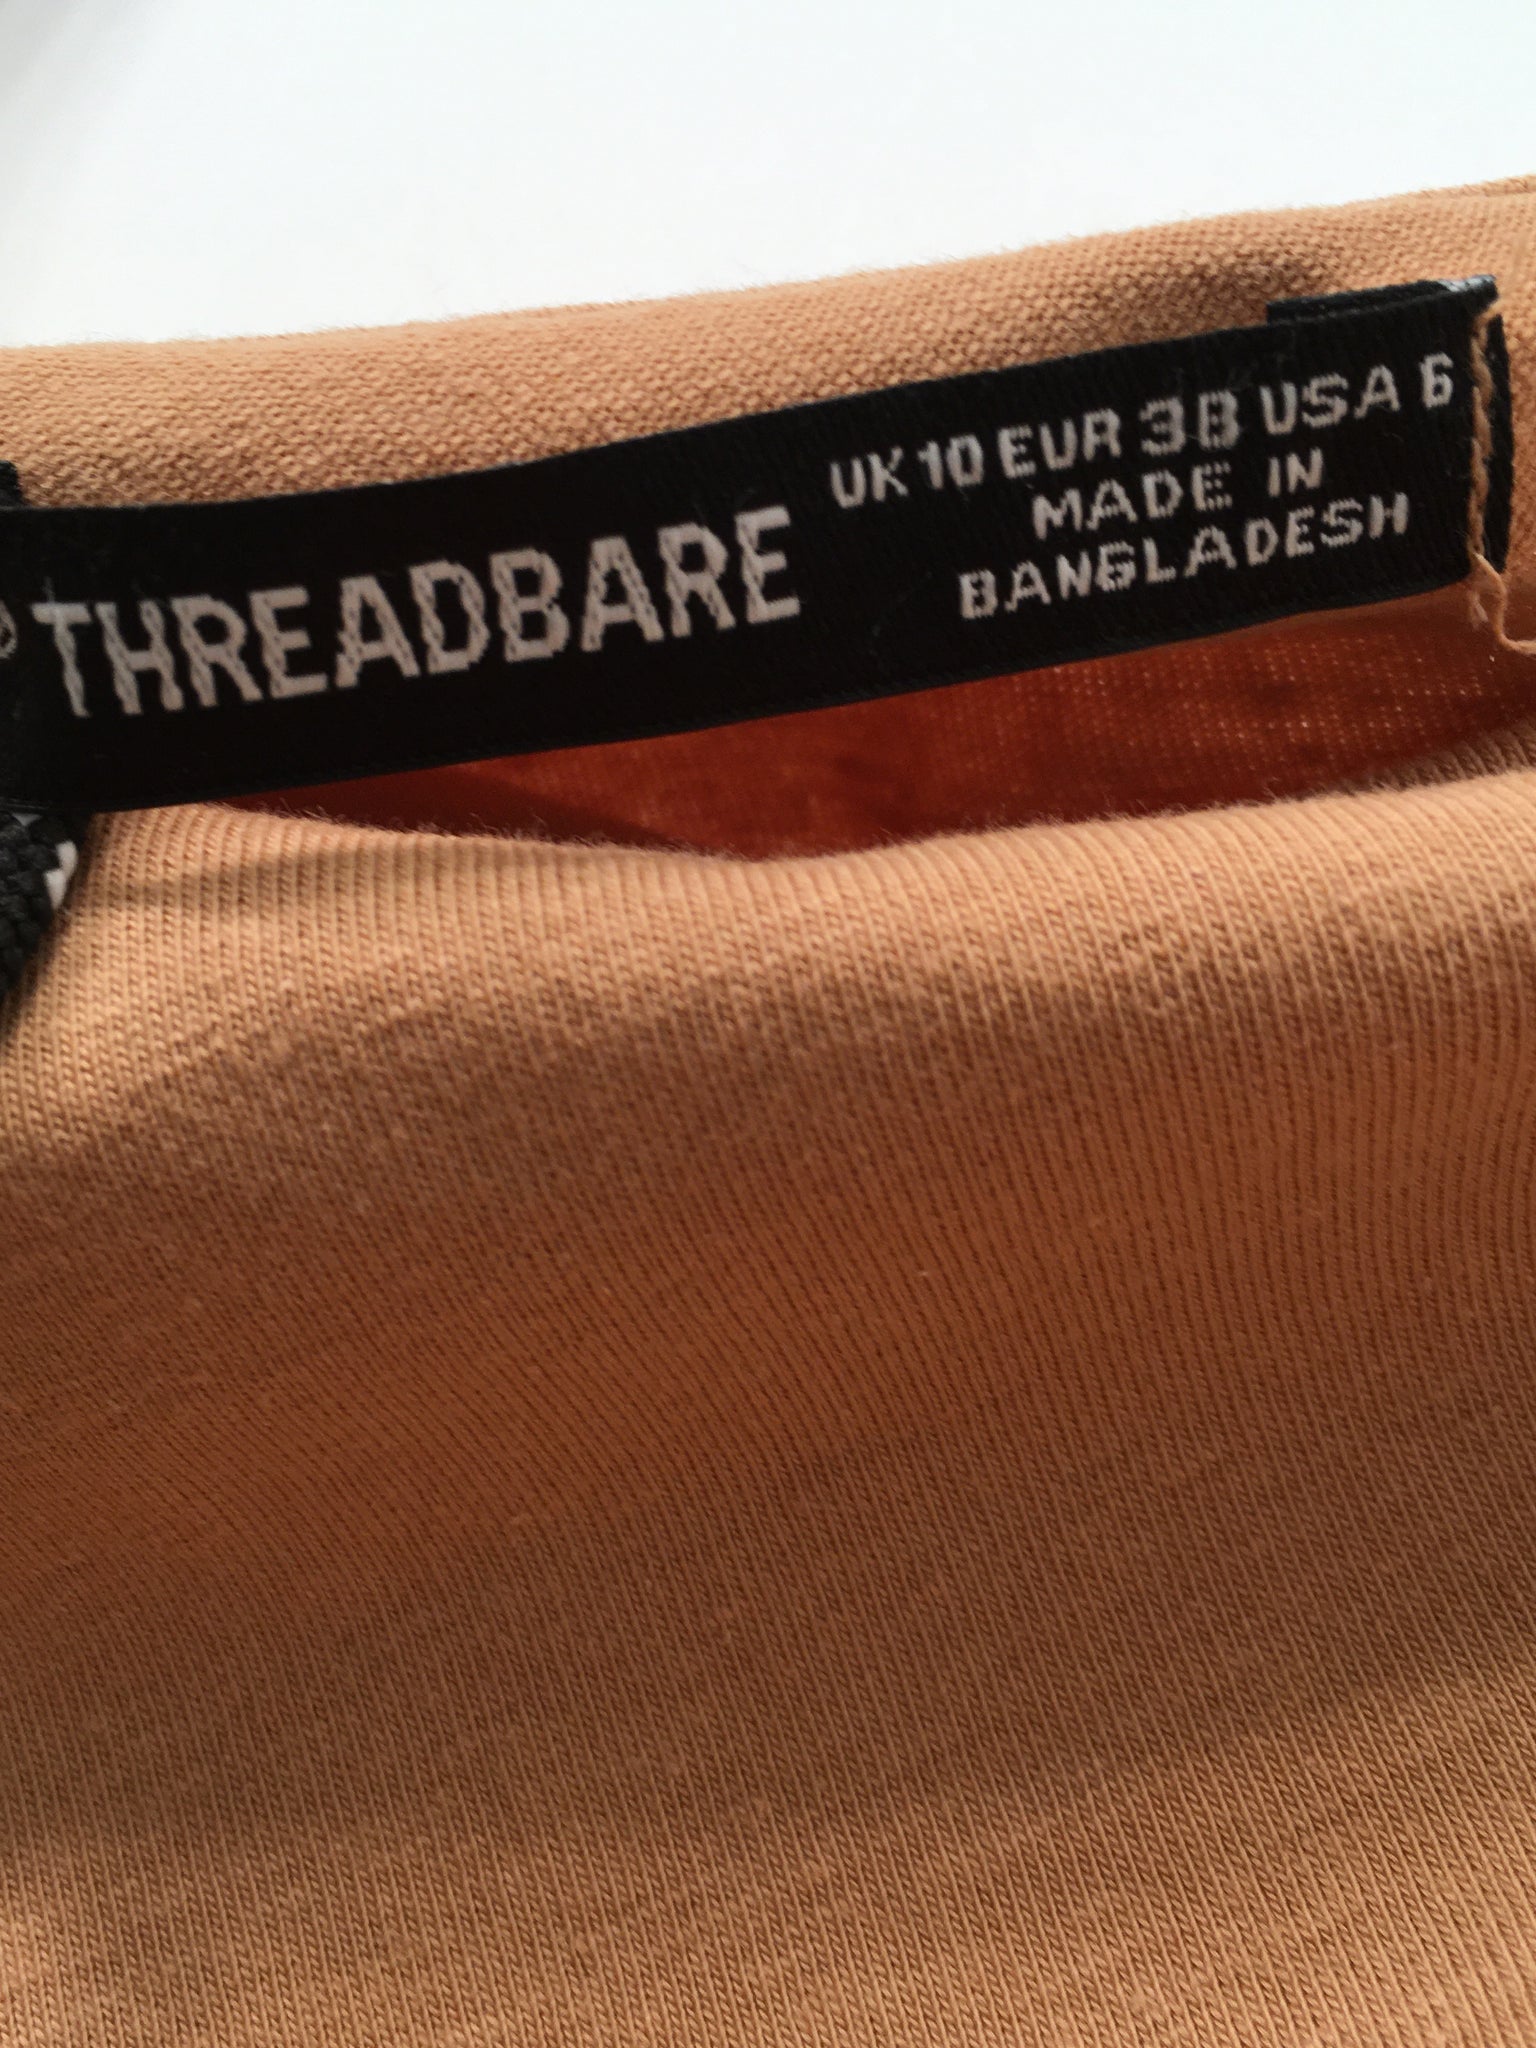 THREADBARE
UK 10 EUR 38 USA 6
MADE IN
BANGLADESH